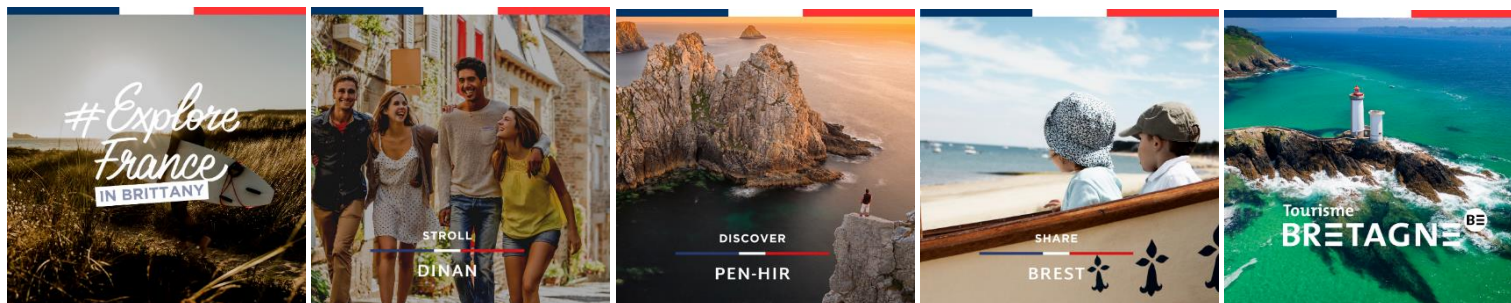 #Explore
France
IN BRITTANY
STROLL
DINAN
DISCOVER
PEN-HIR
SHARE
BREST
Tourisme
BRETAGNE BE